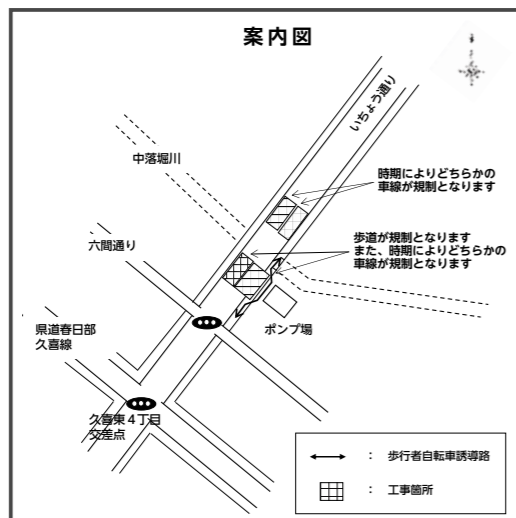 案内図
いちょう通り
中落堀川
時期によりどちらかの
車線が規制となります
六間通り
歩道が規制となります
また、時期によりどちらかの
車線が規制となります
県道春日部
久喜線
ポンプ場
久喜東４丁目
交差点
： 歩行者自転車誘導路
： 工事箇所